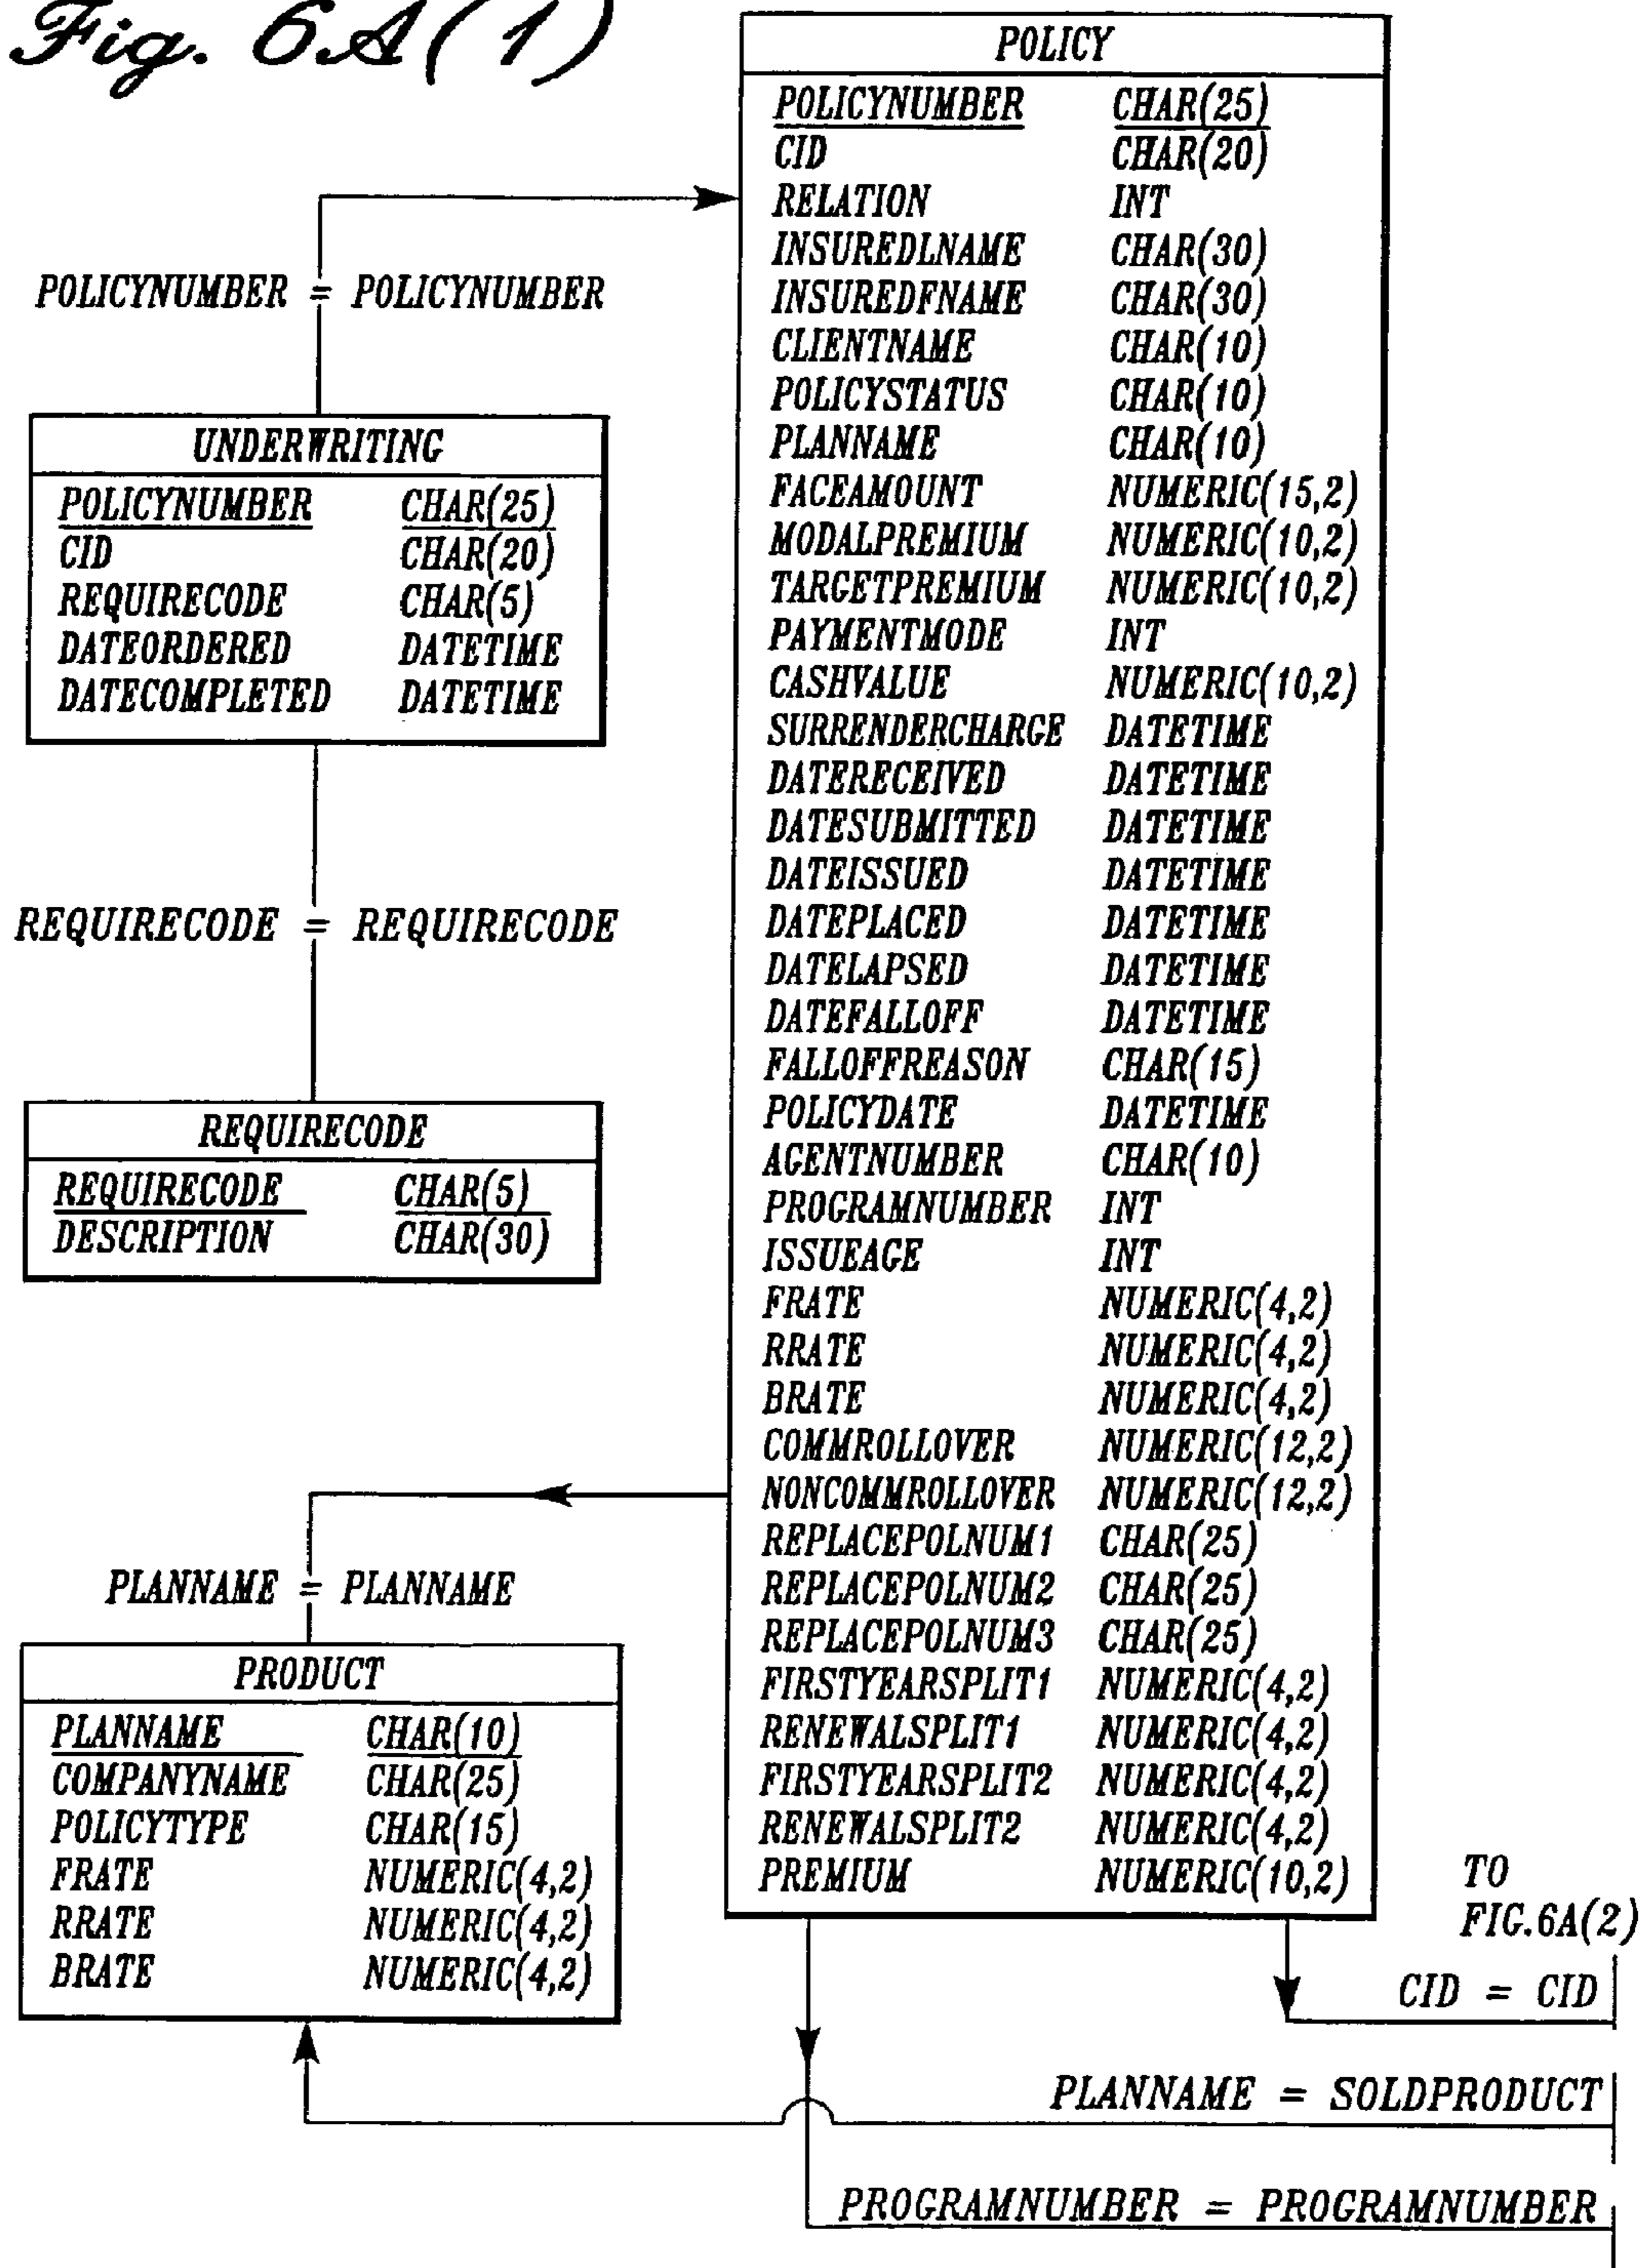 Fig. 6A(1)
POLICY
POLICYNUMBER CHAR(25)
CID CHAR(20)
RELATION INT
INSUREDLNAME CHAR(30)
INSUREDFNAME CHAR(30)
CLIENTNAME CHAR(10)
POLICYSTATUS CHAR(10)
PLANNAME CHAR(10)
FACEAMOUNT NUMERIC(15,2)
MODALPREMIUM NUMERIC(10,2)
TARGETPREMIUM NUMERIC(10,2)
PAYMENTMODE INT
CASHVALUE NUMERIC(10,2)
SURRENDERCHARGE DATETIME
DATERECEIVED DATETIME
DATESUBMITTED DATETIME
DATEISSUED DATETIME
DATEPLACED DATETIME
DATELAPSED DATETIME
DATEFALLOFF DATETIME
FALLOFFREASON CHAR(15)
POLICYDATE DATETIME
AGENTNUMBER CHAR(10)
PROGRAMNUMBER INT
ISSUEAGE INT
FRATE NUMERIC(4,2)
RRATE NUMERIC(4,2)
BRATE NUMERIC(4,2)
COMMROLLOVER NUMERIC(12,2)
NONCOMMROLLOVER NUMERIC(12,2)
REPLACEPOLNUM1 CHAR(25)
REPLACEPOLNUM2 CHAR(25)
REPLACEPOLNUM3 CHAR(25)
FIRSTYEARSPLIT1 NUMERIC(4,2)
RENEWALSPLIT1 NUMERIC(4,2)
FIRSTYEARSPLIT2 NUMERIC(4,2)
RENEWALSPLIT2 NUMERIC(4,2)
PREMIUM NUMERIC(10,2)
POLICYNUMBER = POLICYNUMBER
UNDERWRITING
POLICYNUMBER CHAR(25)
CID CHAR(20)
REQUIRECODE CHAR(5)
DATEORDERED DATETIME
DATECOMPLETED DATETIME
REQUIRECODE = REQUIRECODE
REQUIRECODE
REQUIRECODE CHAR(5)
DESCRIPTION CHAR(30)
PLANNAME = PLANNAME
PRODUCT
PLANNAME CHAR(10)
COMPANYNAME CHAR(25)
POLICYTYPE CHAR(15)
FRATE NUMERIC(4,2)
RRATE NUMERIC(4,2)
BRATE NUMERIC(4,2)
TO
FIG.6A(2)
CID = CID
PLANNAME = SOLDPRODUCT
PROGRAMNUMBER = PROGRAMNUMBER